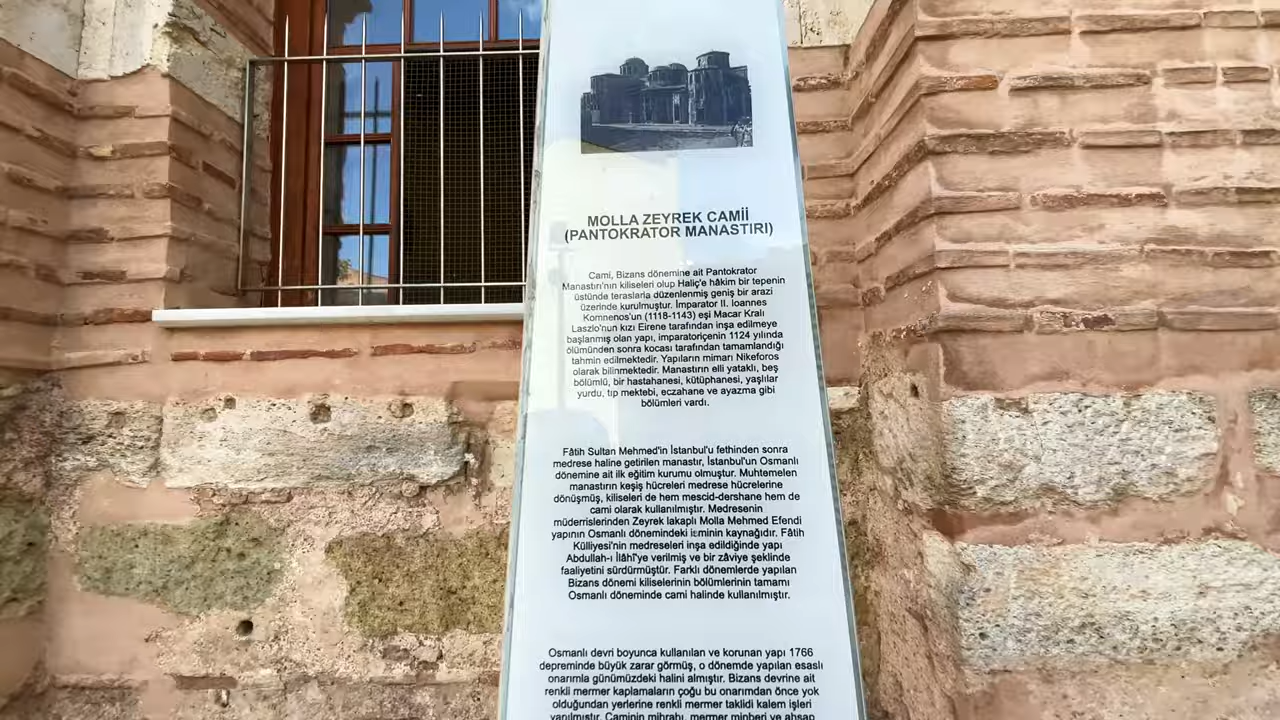 MOLLA ZEYREK CAMİİ
(PANTOKRATOR MANASTIRI)
Cami, Bizans dönemine ait Pantokrator
Manastırı'nın kiliseleri olup Haliç'e hâkim bir tepenin
üstünde teraslarla düzenlenmiş geniş bir arazi
üzerinde kurulmuştur. İmparator II. Ioannes
Komnenos'un (1118-1143) eşi Macar Kralı
Laszlo'nun kızı Eirene tarafından inşa edilmeye
başlanmış olan yapı, imparatoriçenin 1124 yılında
ölümünden sonra kocası tarafından tamamlandığı
tahmin edilmektedir. Yapıların mimarı Nikeforos
olarak bilinmektedir. Manastırın elli yataklı, beş
bölümlü, bir hastahanesi, kütüphanesi, yaşlılar
yurdu, tıp mektebi, eczahane ve ayazma gibi
bölümleri vardı.
Fâtih Sultan Mehmed'in İstanbul'u fethinden sonra
medrese haline getirilen manastır, İstanbul'un Osmanlı
dönemine ait ilk eğitim kurumu olmuştur. Muhtemelen
manastırın keşiş hücreleri medrese hücrelerine
dönüşmüş, kiliseleri de hem mescid-dershane hem de
cami olarak kullanılmıştır. Medresenin
müderrislerinden Zeyrek lakaplı Molla Mehmed Efendi
yapının Osmanlı dönemindeki isminin kaynağıdır. Fâtih
Külliyesi'nin medreseleri inşa edildiğinde yapı
Abdullah-ı İlâhî'ye verilmiş ve bir zâviye şeklinde
faaliyetini sürdürmüştür. Farklı dönemlerde yapılan
Bizans dönemi kiliselerinin bölümlerinin tamamı
Osmanlı döneminde cami halinde kullanılmıştır.
Osmanlı devri boyunca kullanılan ve korunan yapı 1766
depreminde büyük zarar görmüş, o dönemde yapılan esaslı
onarımla günümüzdeki halini almıştır. Bizans devrine ait
renkli mermer kaplamaların çoğu bu onarımdan önce yok
olduğundan yerlerine renkli mermer taklidi kalem işleri
yapılmıştır. Caminin mihrabı, mermer minberi ve ahşap